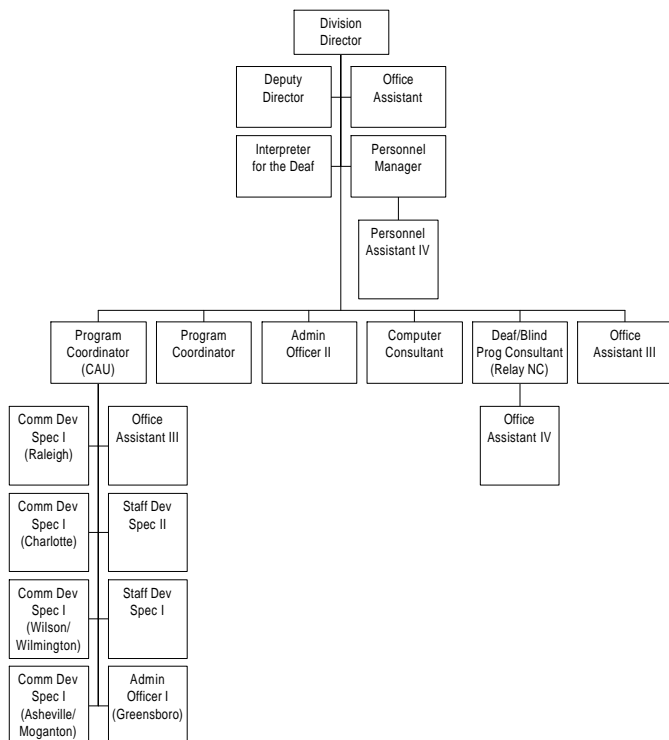 Division
Director
Deputy
Director
Office
Assistant
Interpreter
for the Deaf
Personnel
Manager
Personnel
Assistant IV
Program
Coordinator
(CAU)
Program
Coordinator
Admin
Officer II
Computer
Consultant
Deaf/Blind
Prog Consultant
(Relay NC)
Office
Assistant III
Comm Dev
Spec I
(Raleigh)
Office
Assistant III
Office
Assistant IV
Comm Dev
Spec I
(Charlotte)
Staff Dev
Spec II
Comm Dev
Spec I
(Wilson/
Wilmington)
Staff Dev
Spec I
Comm Dev
Spec I
(Asheville/
Moganton)
Admin
Officer I
(Greensboro)